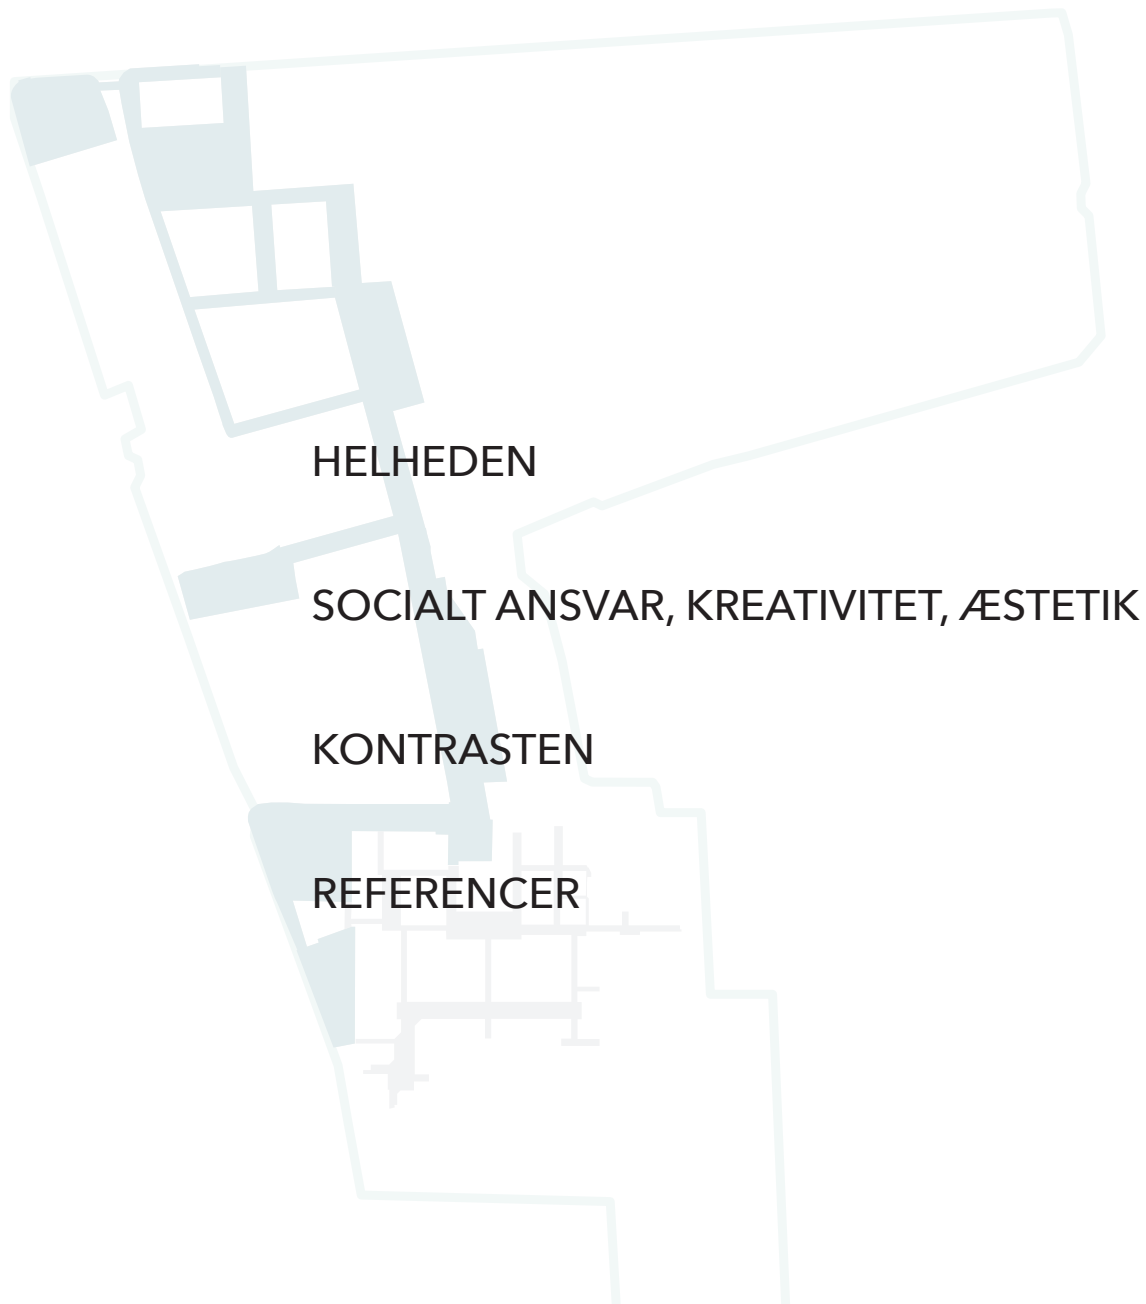 HELHEDEN
SOCIALT ANSVAR, KREATIVITET, ÆSTETIK
KONTRASTEN
REFERENCER